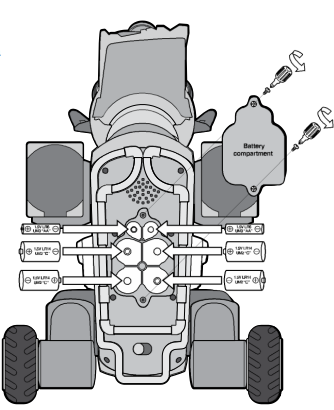 Battery
compartment
1.5V LR6
UM3 "AA"
1.5V LR6
UM3 "AA"
1.5V LR14
UM2 "C"
1.5V LR14
UM2 "C"
1.5V LR14
UM2 "C"
1.5V LR14
UM2 "C"